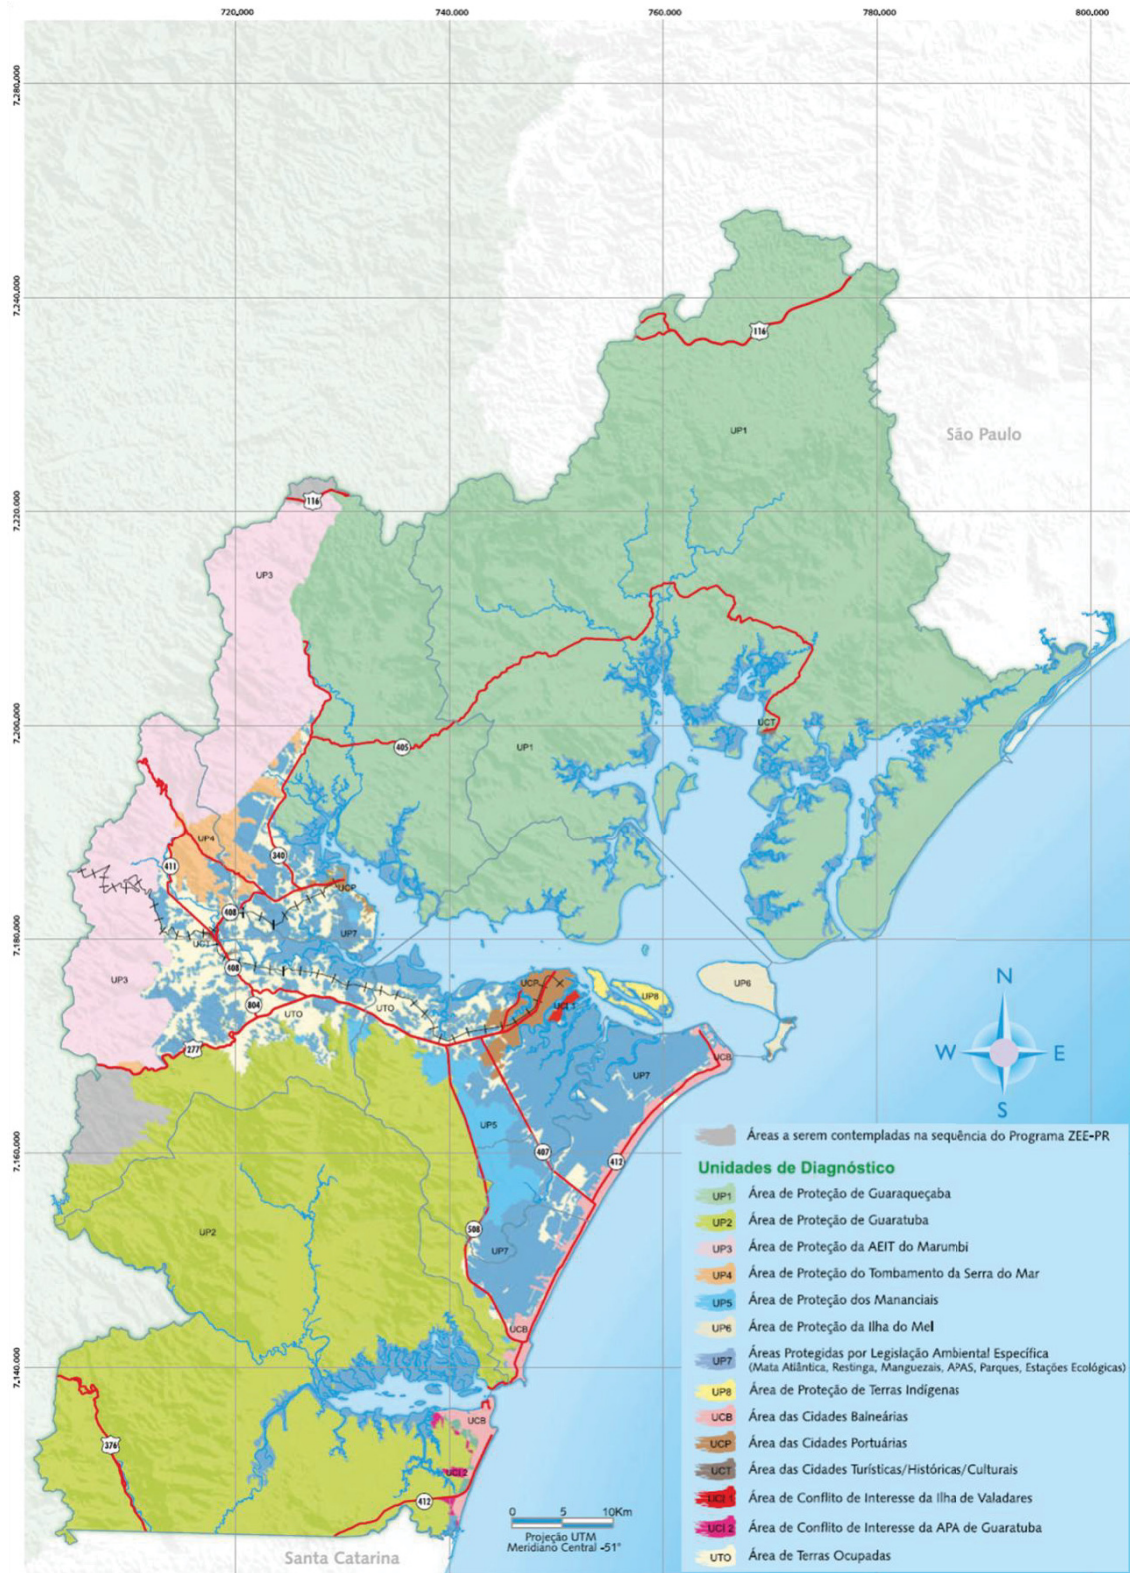 720.000 740.000 760.000 780.000 800.000
7.280.000
7.240.000
116
UP1
São Paulo
7.220.000
116
UP3
7.200.000
UCT
405
UP1
UP4
411
340
UCP
408
UP7
7.180.000
UCT
408
UP3
UCP
UP6
UP8
804
UTO
UTO
UCI 1
277
UP7
UCB
UP5
7.160.000
407
412
UP2
508
UP7
UCB
7.140.000
UCB
376
UCI 2
412
Santa Catarina
N
W E
S
0 5 10Km
Projeção UTM
Meridiano Central -51°
Áreas a serem contempladas na sequência do Programa ZEE-PR
Unidades de Diagnóstico
UP1 Área de Proteção de Guaraqueçaba
UP2 Área de Proteção de Guaratuba
UP3 Área de Proteção da AEIT do Marumbi
UP4 Área de Proteção do Tombamento da Serra do Mar
UP5 Área de Proteção dos Mananciais
UP6 Área de Proteção da Ilha do Mel
UP7 Áreas Protegidas por Legislação Ambiental Específica
(Mata Atlântica, Restinga, Manguezais, APAS, Parques, Estações Ecológicas)
UP8 Área de Proteção de Terras Indígenas
UCB Área das Cidades Balneárias
UCP Área das Cidades Portuárias
UCT Área das Cidades Turísticas/Históricas/Culturais
UCI 1 Área de Conflito de Interesse da Ilha de Valadares
UCI 2 Área de Conflito de Interesse da APA de Guaratuba
UTO Área de Terras Ocupadas